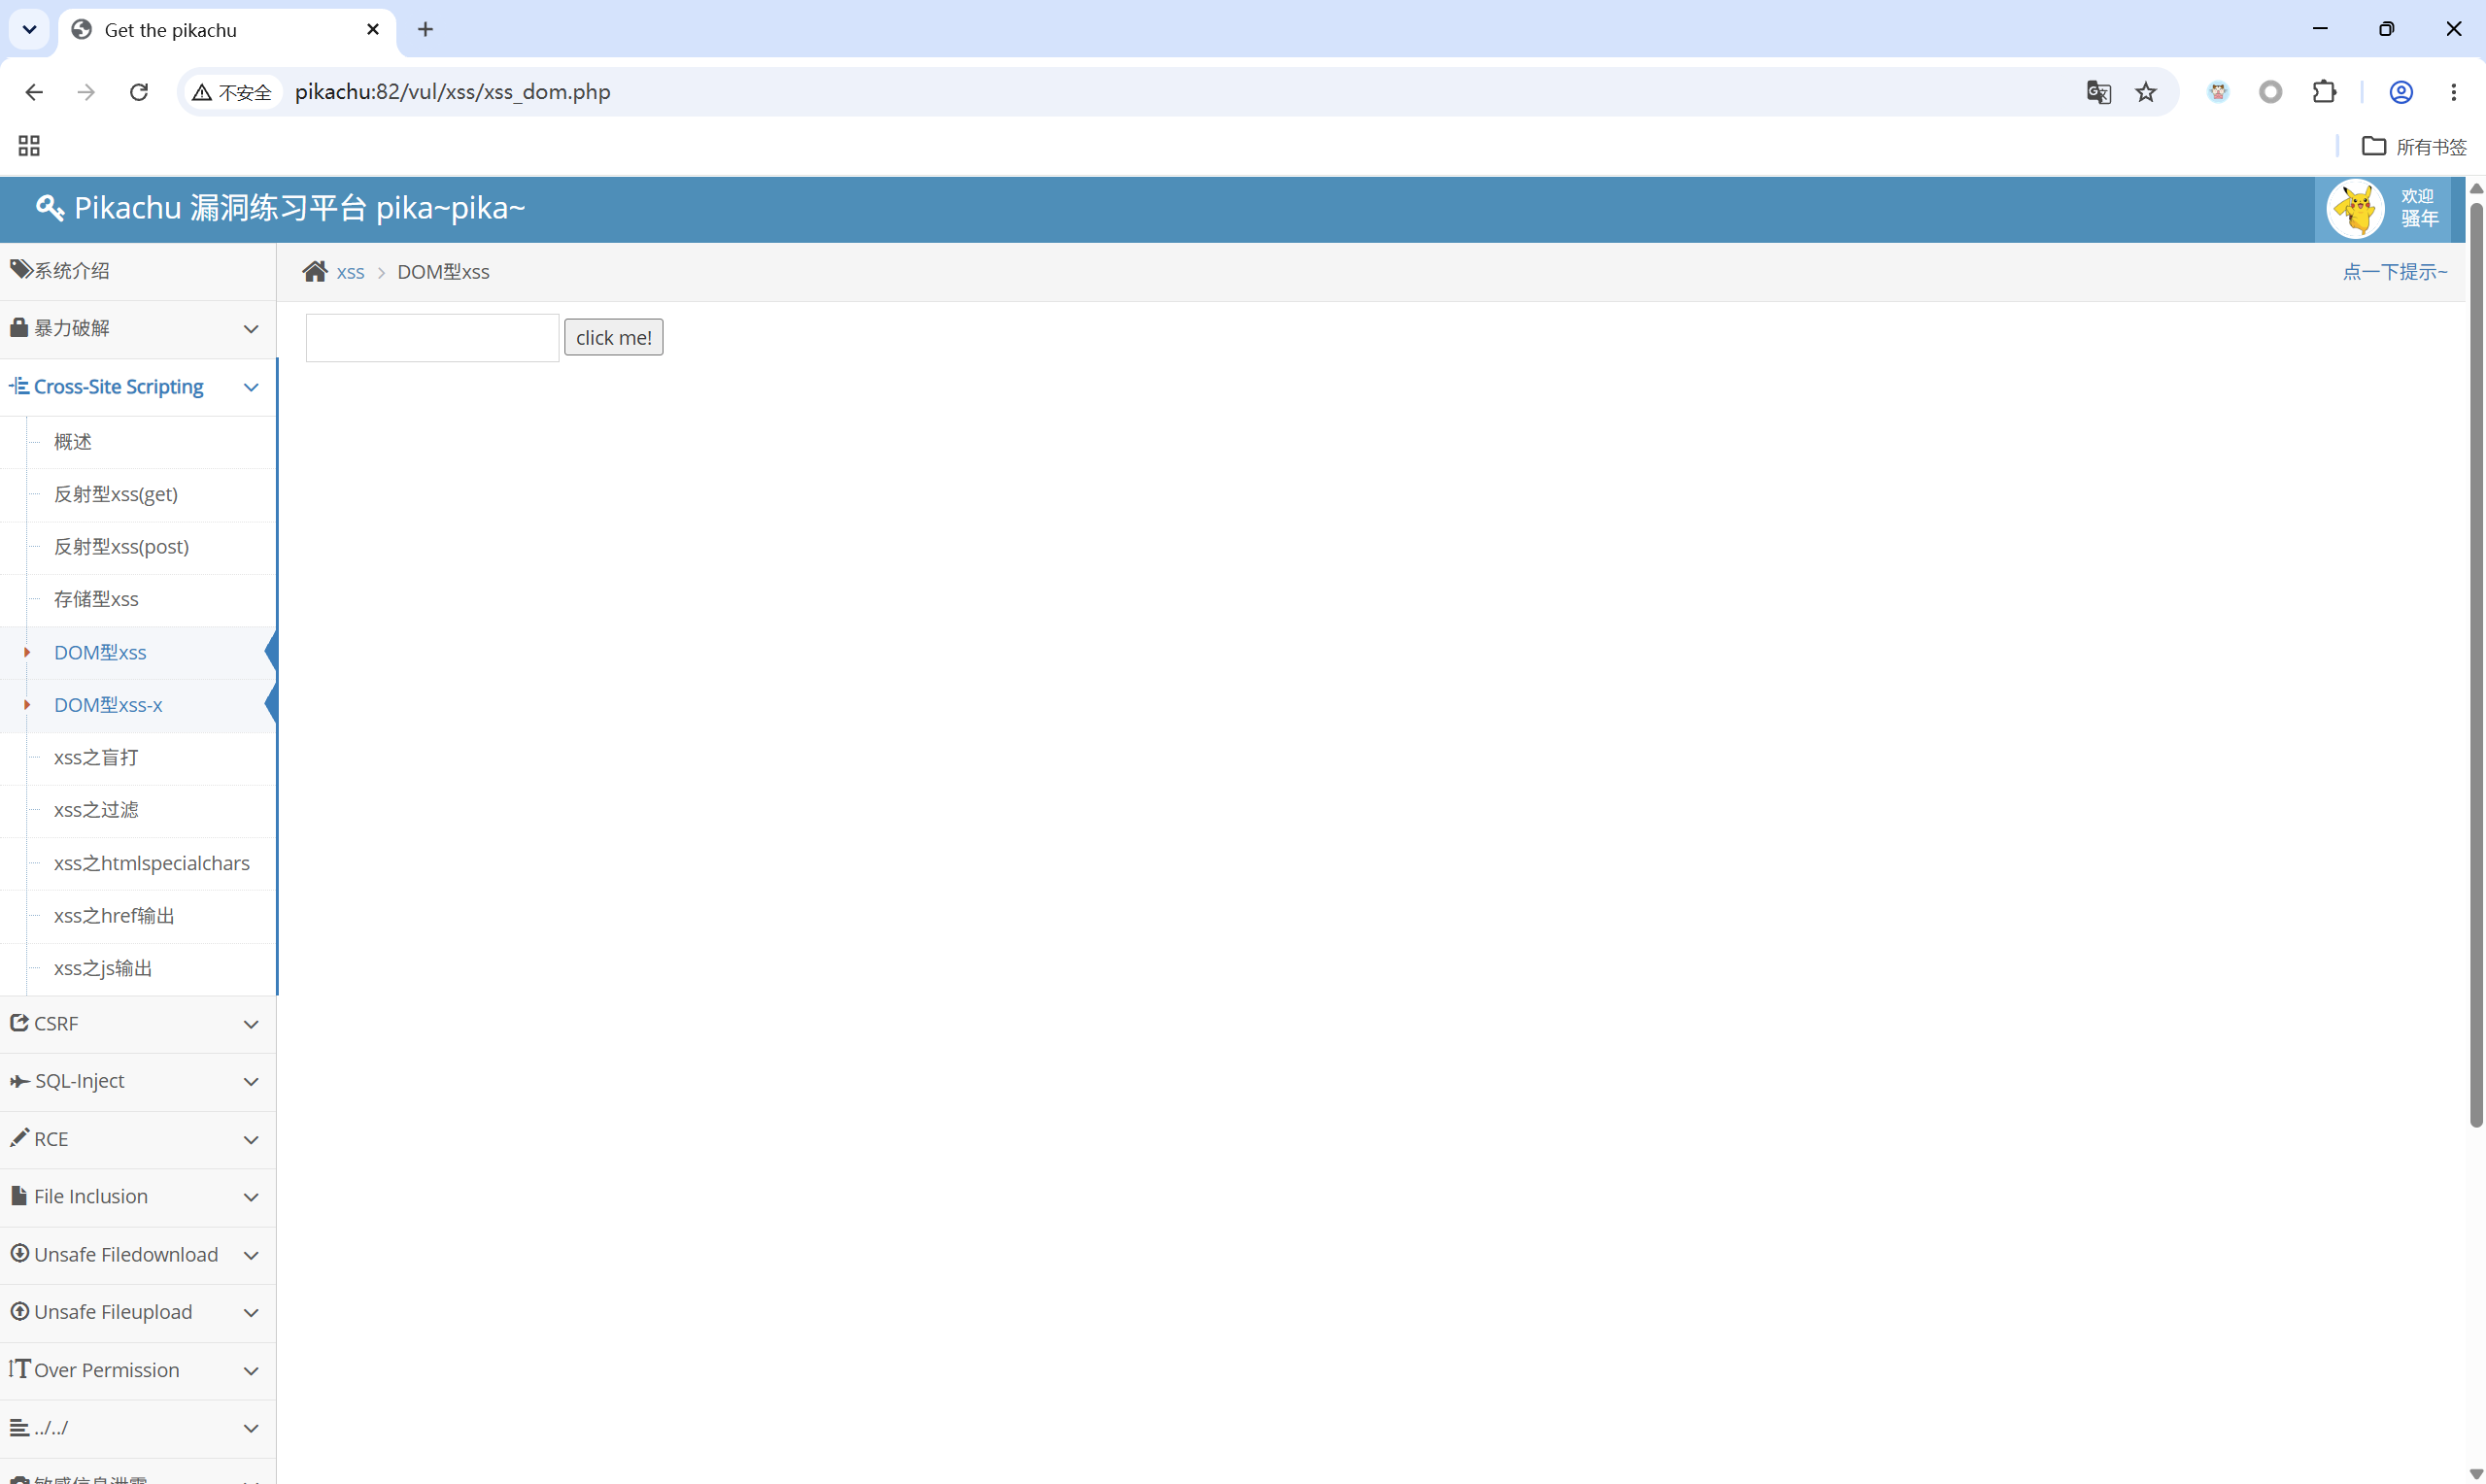 Get the pikachu
不安全
pikachu:82/vul/xss/xss_dom.php
所有书签
Pikachu 漏洞练习平台 pika~pika~
欢迎
骚年
系统介绍
xss
DOM型xss
点一下提示~
暴力破解
click me!
Cross-Site Scripting
概述
反射型xss(get)
反射型xss(post)
存储型xss
DOM型xss
DOM型xss-x
xss之盲打
xss之过滤
xss之htmlspecialchars
xss之href输出
xss之js输出
CSRF
SQL-Inject
RCE
File Inclusion
Unsafe Filedownload
Unsafe Fileupload
Over Permission
../../
敏感信息泄露